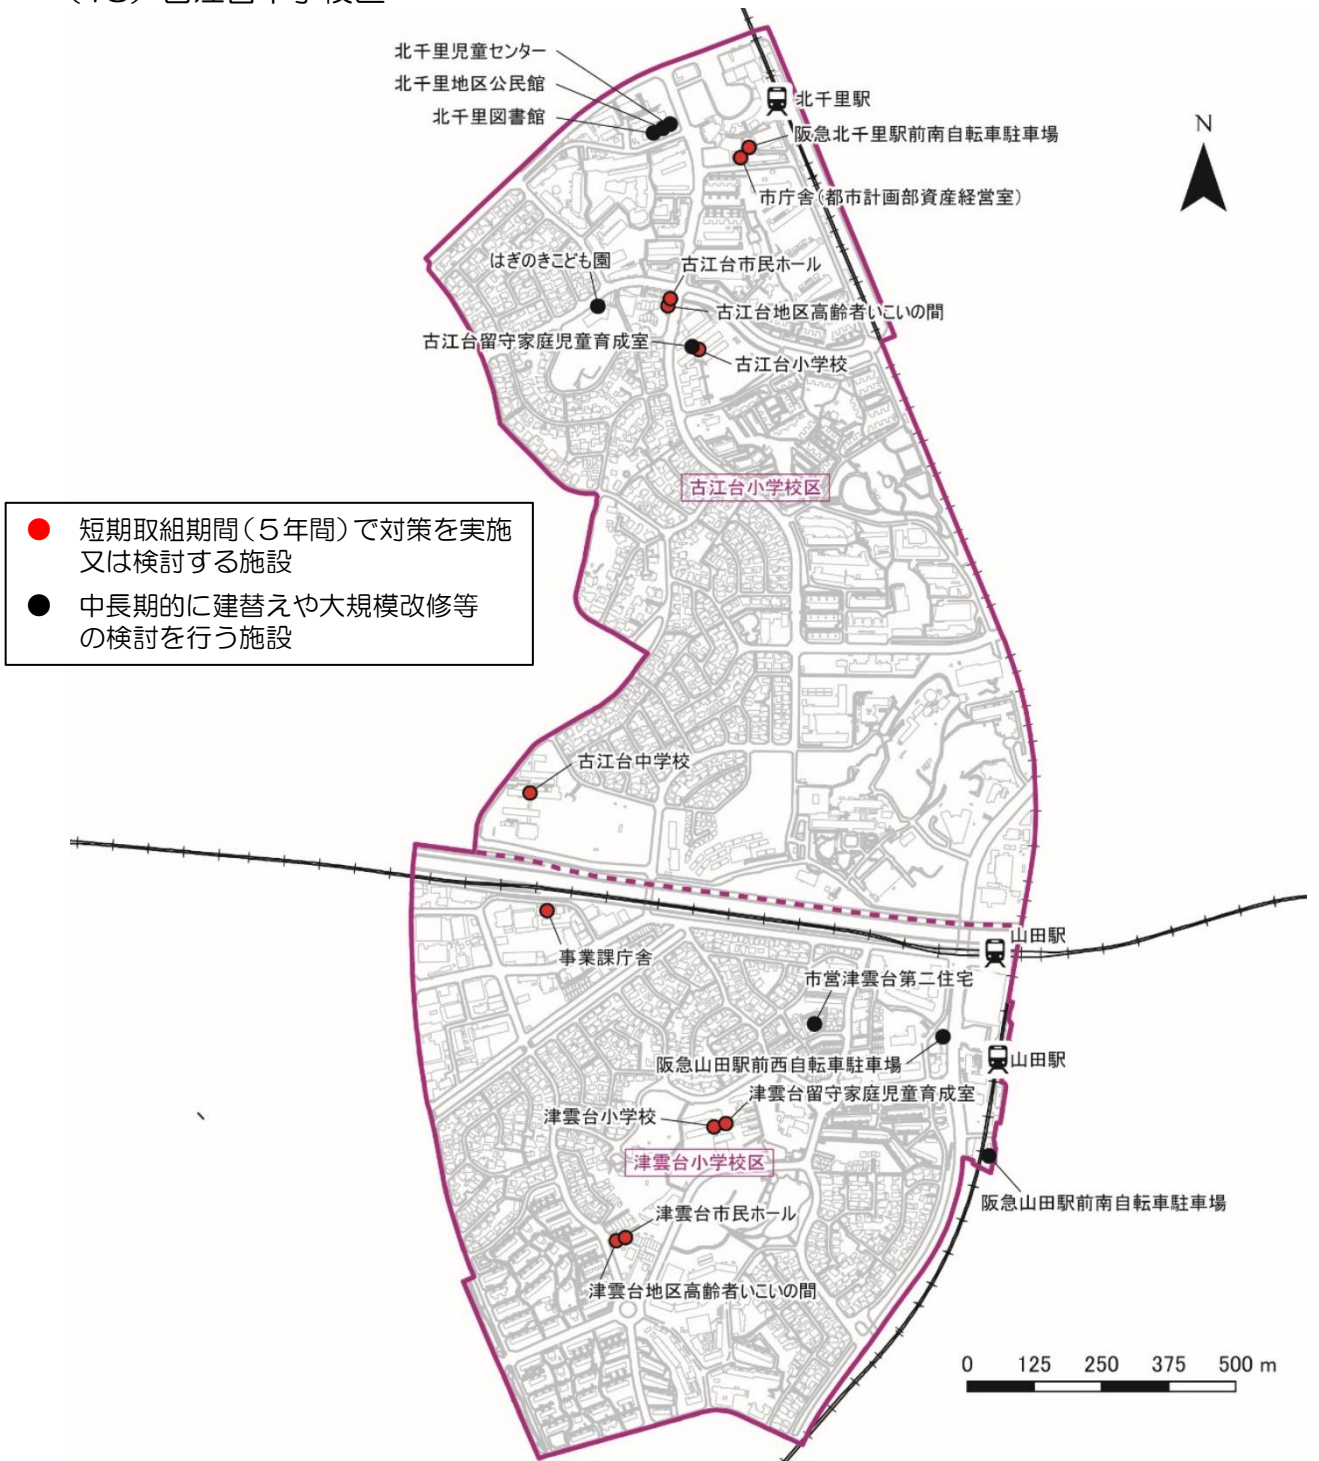 北千里児童センター
北千里地区公民館
北千里図書館
北千里駅
阪急北千里駅前南自転車駐車場
市庁舎(都市計画部資産経営室)
N
はぎのきこども園
古江台市民ホール
古江台地区高齢者いこいの間
古江台留守家庭児童育成室
古江台小学校
古江台小学校区
短期取組期間(5年間)で対策を実施
又は検討する施設
中長期的に建替えや大規模改修等
の検討を行う施設
古江台中学校
事業課庁舎
山田駅
市営津雲台第二住宅
阪急山田駅前西自転車駐車場
山田駅
津雲台留守家庭児童育成室
津雲台小学校
津雲台小学校区
阪急山田駅前南自転車駐車場
津雲台市民ホール
津雲台地区高齢者いこいの間
0 125 250 375 500 m